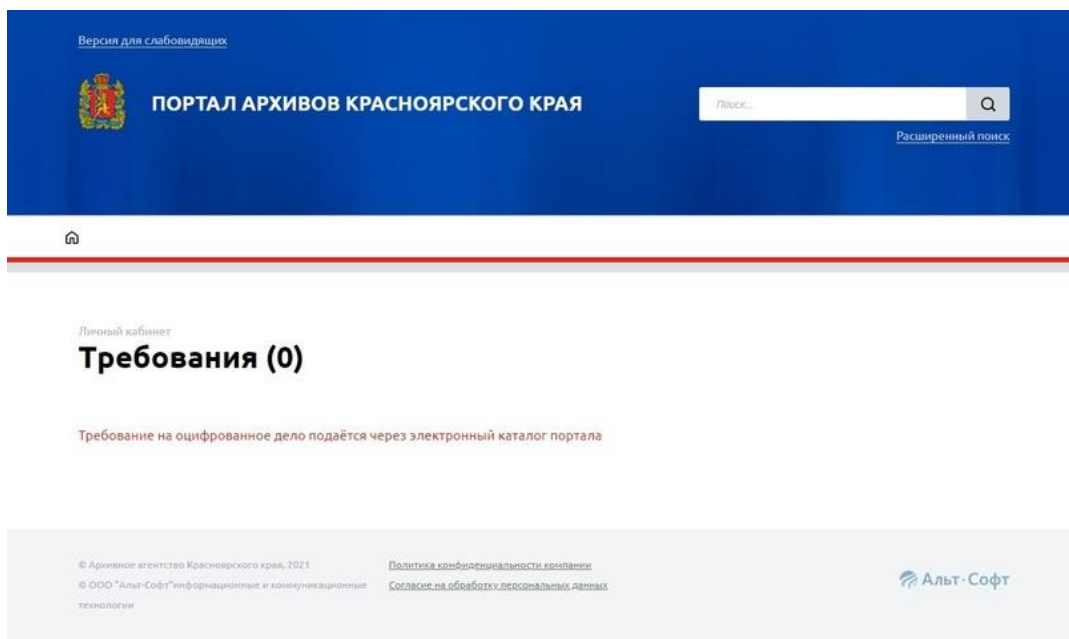 Версия для слабовидящих
ПОРТАЛ АРХИВОВ КРАСНОЯРСКОГО КРАЯ
Поиск...
Расширенный поиск
Личный кабинет
Требования (0)
Требование на оцифрованное дело подаётся через электронный каталог портала
© Архивное агентство Красноярского края, 2021
© ООО "Альт-Софт"информационные и коммуникационные
технологии
Политика конфиденциальности компании
Согласие на обработку персональных данных
Альт·Софт